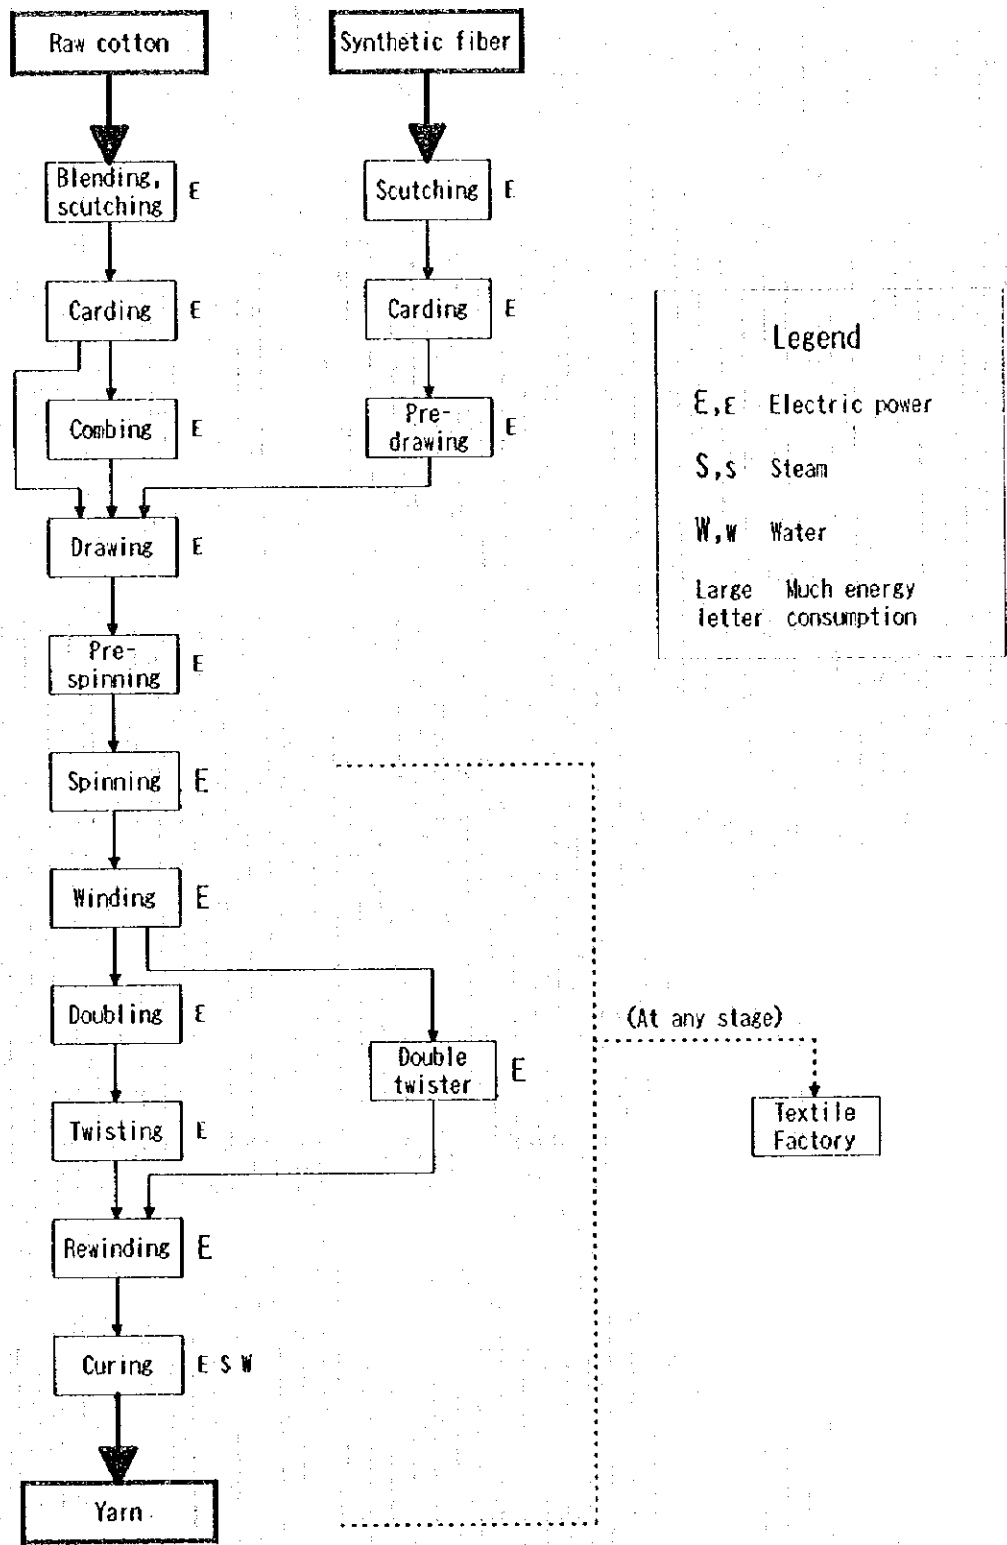 Raw cotton
Synthetic fiber
Blending,
scutching
E
Scutching
E
Carding
E
Carding
E
Combing
E
Pre-
drawing
E
Drawing
E
Pre-
spinning
E
Spinning
E
Winding
E
Doubling
E
Double
twister
E
Twisting
E
Rewinding
E
Curing
E S W
Yarn
(At any stage)
Textile
Factory
Legend
E,E Electric power
S,s Steam
W,w Water
Large Much energy
letter consumption